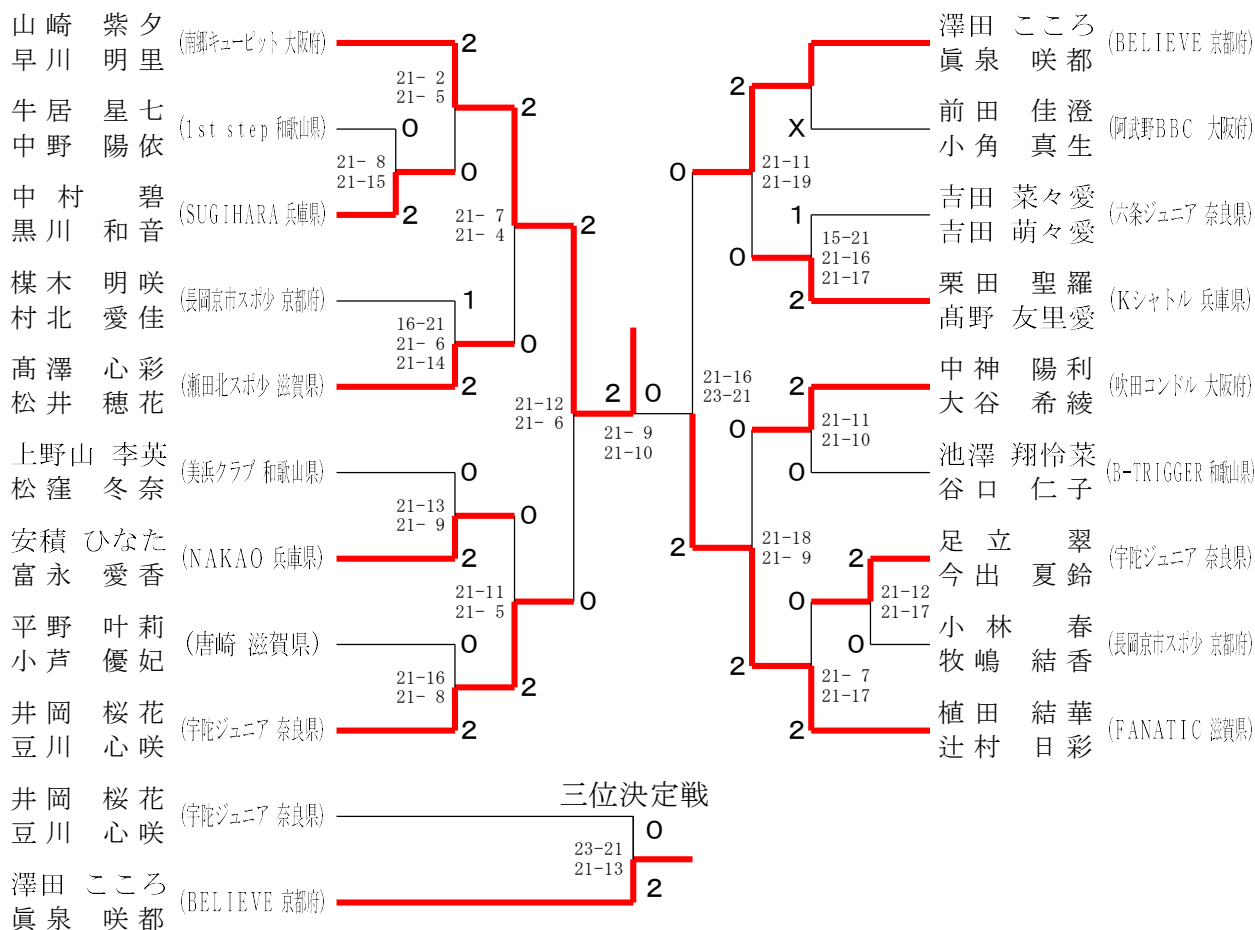 山崎 紫夕
早川 明里
(南郷キューピット 大阪府)
2
21- 2
21- 5
2
牛居 星七
中野 陽依
(1st step 和歌山県)
0
21- 8
21-15
0
中村 碧
黒川 和音
(SUGIHARA 兵庫県)
2
21- 7
21- 4
2
楳木 明咲
村北 愛佳
(長岡京市スポ少 京都府)
1
16-21
21- 6
21-14
0
髙澤 心彩
松井 穂花
(瀬田北スポ少 滋賀県)
2
21-12
21- 6
上野山 李英
松窪 冬奈
(美浜クラブ 和歌山県)
0
21-13
21- 9
0
安積 ひなた
富永 愛香
(NAKAO 兵庫県)
2
21-11
21- 5
0
平野 叶莉
小芦 優妃
(唐崎 滋賀県)
0
21-16
21- 8
2
井岡 桜花
豆川 心咲
(宇陀ジュニア 奈良県)
2
2 0
21- 9
21-10
澤田 こころ
眞泉 咲都
(BELIEVE 京都府)
2
前田 佳澄
小角 真生
(阿武野BBC 大阪府)
X
21-11
21-19
0
吉田 菜々愛
吉田 萌々愛
(六条ジュニア 奈良県)
1
15-21
21-16
21-17
0
栗田 聖羅
髙野 友里愛
(Kシャトル 兵庫県)
2
21-16
23-21
中神 陽利
大谷 希綾
(吹田コンドル 大阪府)
2
21-11
21-10
0
池澤 翔怜菜
谷口 仁子
(B-TRIGGER 和歌山県)
0
21-18
21- 9
2
足立 翠
今出 夏鈴
(宇陀ジュニア 奈良県)
2
21-12
21-17
0
小林 春
牧嶋 結香
(長岡京市スポ少 京都府)
0
21- 7
21-17
2
植田 結華
辻村 日彩
(FANATIC 滋賀県)
2
三位決定戦
井岡 桜花
豆川 心咲
(宇陀ジュニア 奈良県)
0
23-21
21-13
澤田 こころ
眞泉 咲都
(BELIEVE 京都府)
2